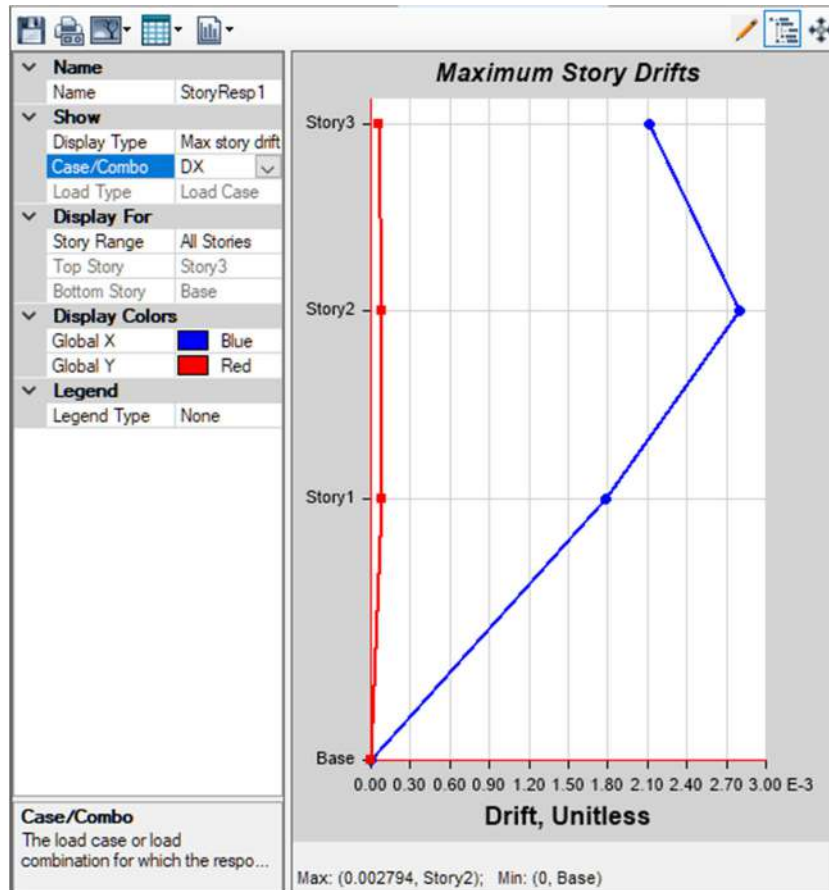 Name
Name StoryResp1
Show
Display Type Max story drift
Case/Combo DX
Load Type Load Case
Display For
Story Range All Stories
Top Story Story3
Bottom Story Base
Display Colors
Global X Blue
Global Y Red
Legend
Legend Type None
Case/Combo
The load case or load
combination for which the respo...
Maximum Story Drifts
Story3
Story2
Story1
Base
0.00 0.30 0.60 0.90 1.20 1.50 1.80 2.10 2.40 2.70 3.00 E-3
Drift, Unitless
Max: (0.002794, Story2); Min: (0, Base)